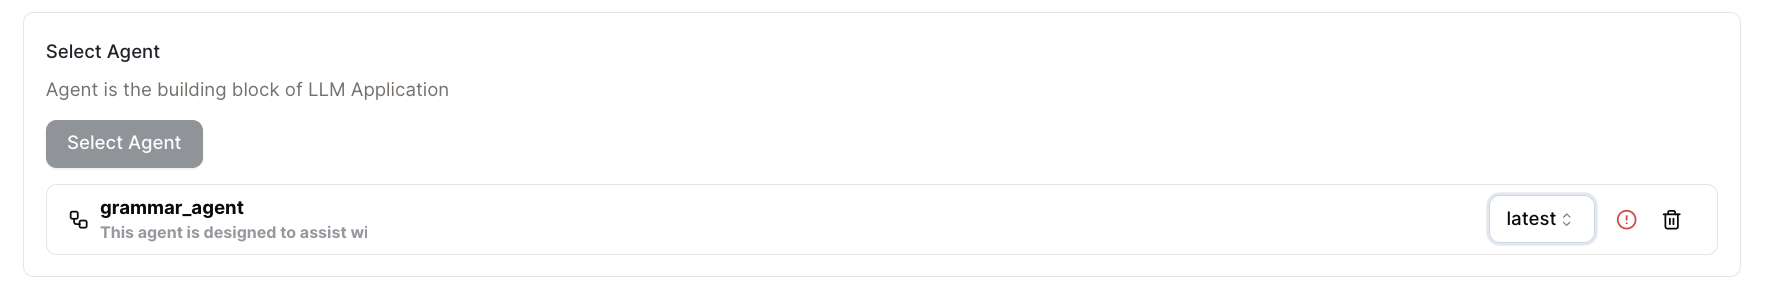 Select Agent
Agent is the building block of LLM Application
Select Agent
grammar_agent
This agent is designed to assist wi
latest